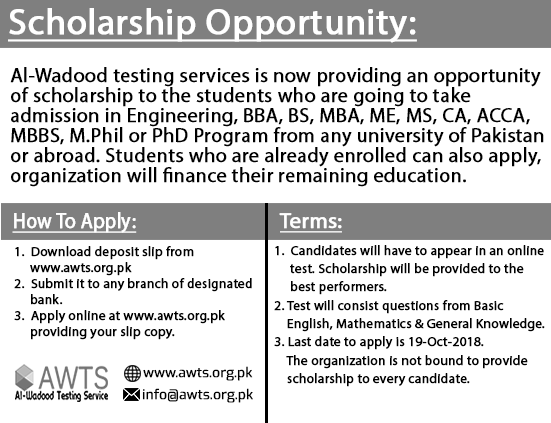 Scholarship Opportunity:
Al-Wadood testing services is now providing an opportunity
of scholarship to the students who are going to take
admission in Engineering, BBA, BS, MBA, ME, MS, CA, ACCA,
MBBS, M.Phil or PhD Program from any university of Pakistan
or abroad. Students who are already enrolled can also apply,
organization will finance their remaining education.
How To Apply:
1. Download deposit slip from
www.awts.org.pk
2. Submit it to any branch of designated
bank.
3. Apply online at www.awts.org.pk
providing your slip copy.
AWTS
Al-Wadood Testing Service
www.awts.org.pk
info@awts.org.pk
Terms:
1. Candidates will have to appear in an online
test. Scholarship will be provided to the
best performers.
2. Test will consist questions from Basic
English, Mathematics & General Knowledge.
3. Last date to apply is 19-Oct-2018.
The organization is not bound to provide
scholarship to every candidate.